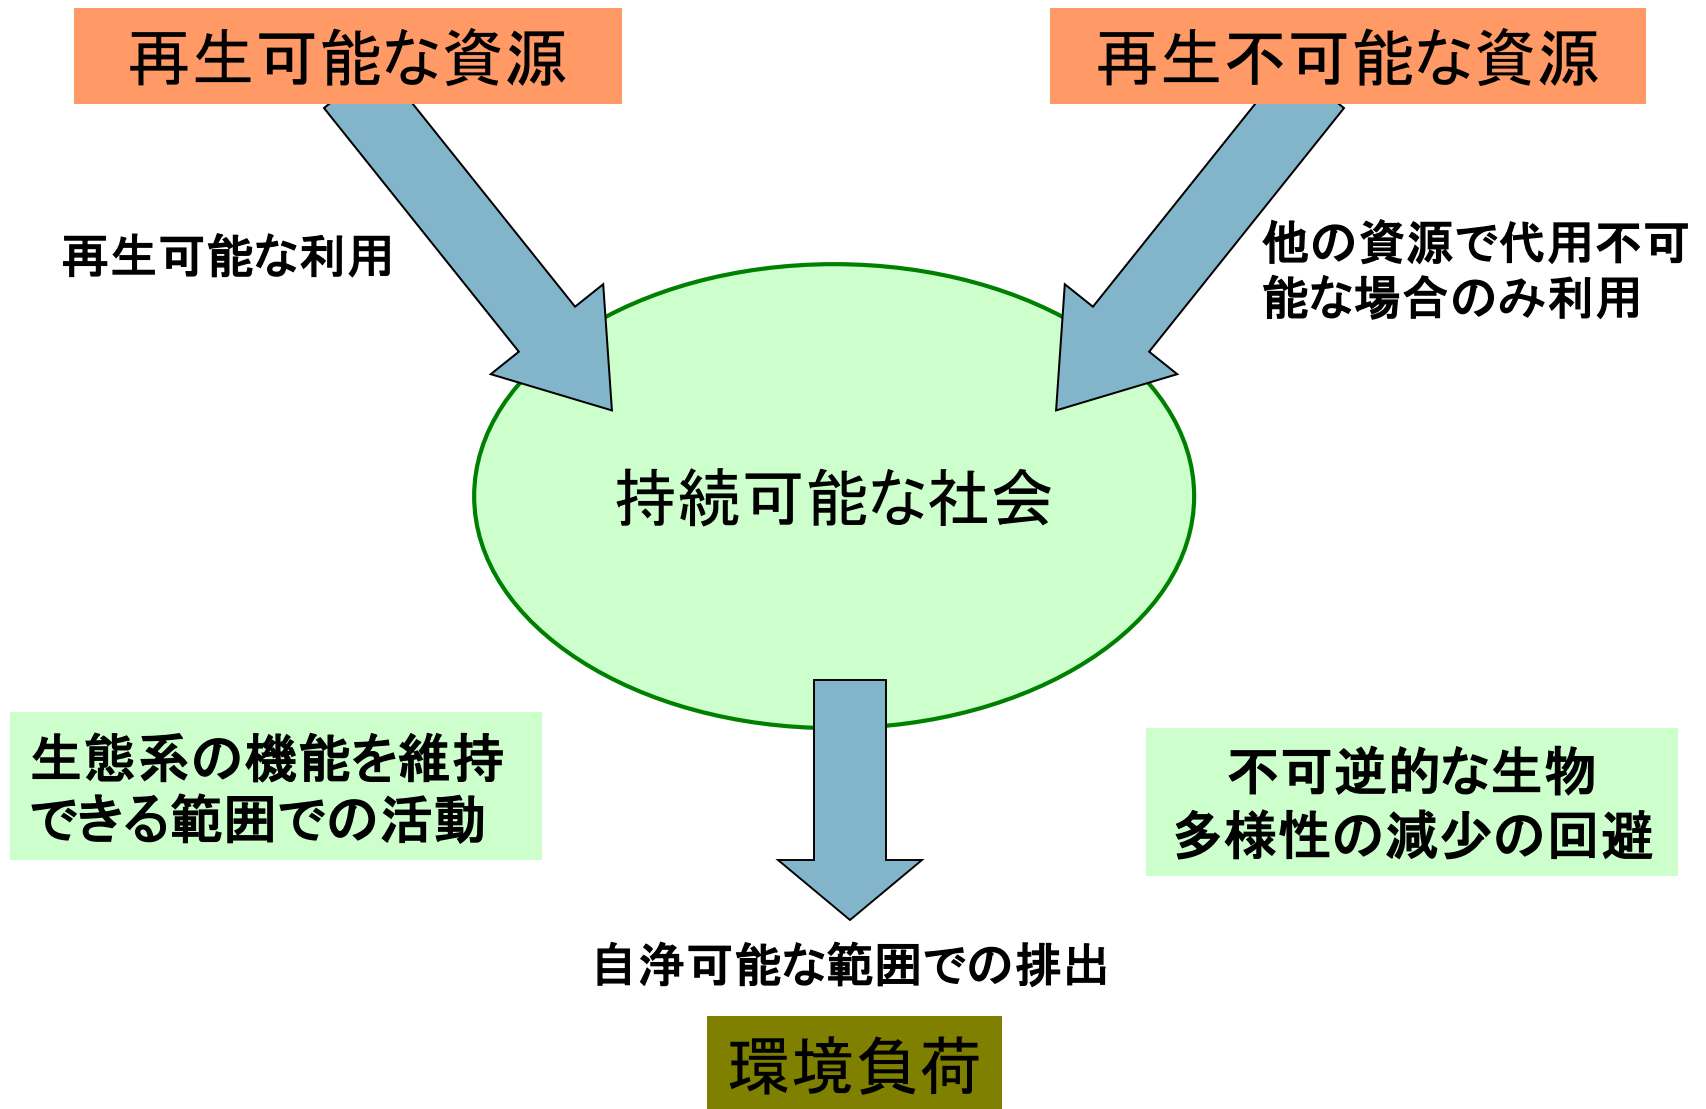 再生可能な資源
再生不可能な資源
再生可能な利用
他の資源で代用不可
能な場合のみ利用
持続可能な社会
生態系の機能を維持
できる範囲での活動
不可逆的な生物
多様性の減少の回避
自浄可能な範囲での排出
環境負荷